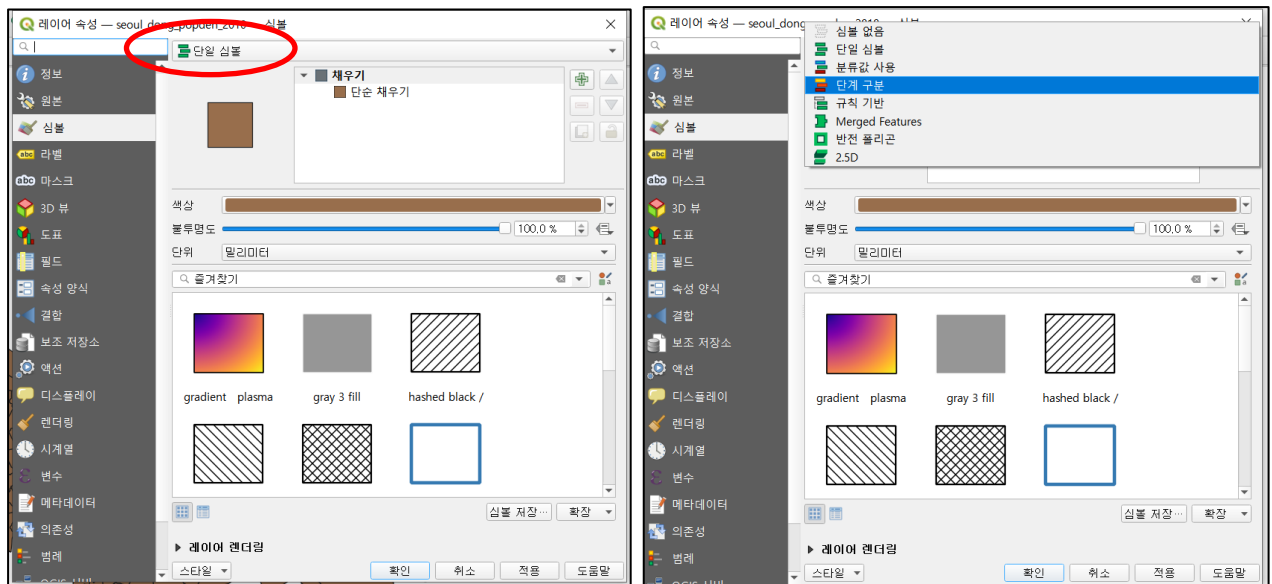 레이어 속성 — seoul_dong_popden_2010 — 심볼
단일 심볼
정보
원본
심볼
라벨
마스크
3D 뷰
도표
필드
속성 양식
결합
보조 저장소
액션
디스플레이
렌더링
시계열
변수
메타데이터
의존성
범례
채우기
단순 채우기
색상
불투명도
100,0 %
단위
밀리미터
즐겨찾기
gradient plasma
gray 3 fill
hashed black /
심볼 저장…
확장
레이어 렌더링
스타일
확인
취소
적용
도움말
레이어 속성 — seoul_dong
심볼 없음
단일 심볼
분류값 사용
단계 구분
규칙 기반
Merged Features
반전 폴리곤
2.5D
정보
원본
심볼
라벨
마스크
3D 뷰
도표
필드
속성 양식
결합
보조 저장소
액션
디스플레이
렌더링
시계열
변수
메타데이터
의존성
범례
색상
불투명도
100,0 %
단위
밀리미터
즐겨찾기
gradient plasma
gray 3 fill
hashed black /
심볼 저장…
확장
레이어 렌더링
스타일
확인
취소
적용
도움말